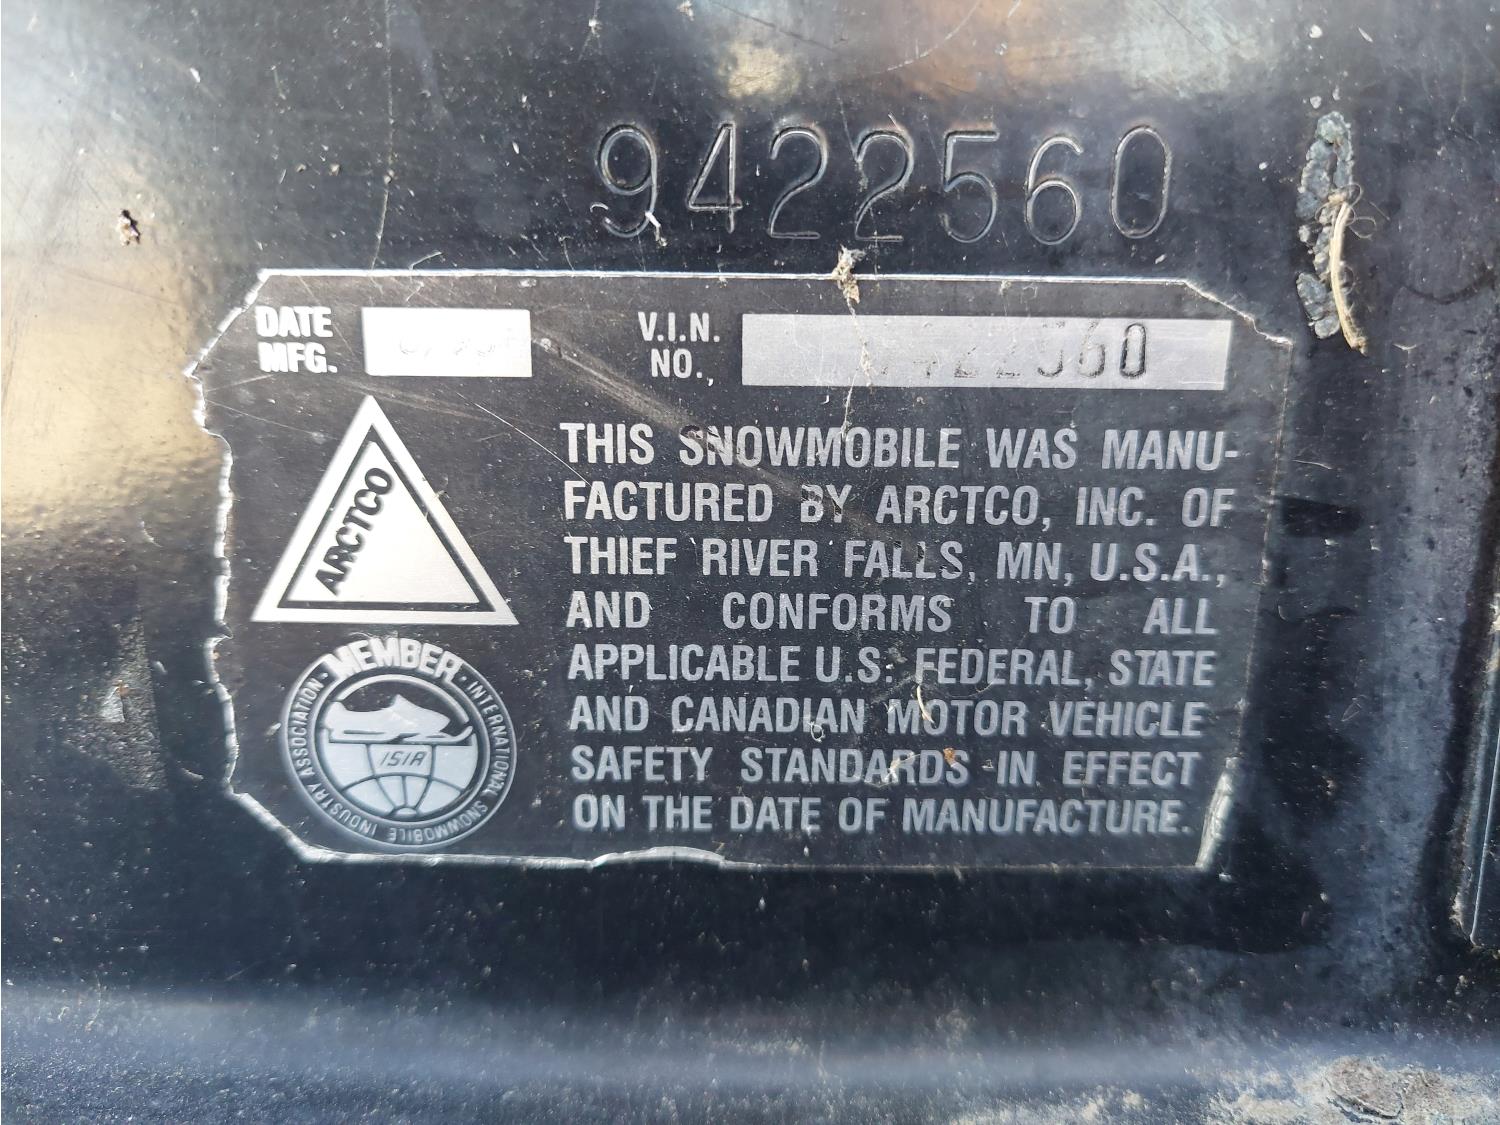 9422560
DATE
MFG.
V.I.N.
NO.,
THIS SNOWMOBILE WAS MANU-
FACTURED BY ARCTCO, INC. OF
THIEF RIVER FALLS, MN, U.S.A.,
AND CONFORMS TO ALL
APPLICABLE U.S. FEDERAL, STATE
AND CANADIAN MOTOR VEHICLE
SAFETY STANDARDS IN EFFECT
ON THE DATE OF MANUFACTURE.
ARCTCO
MEMBER
· INTERNATIONAL SNOWMOBILE INDUSTRY ASSOCIATION ·
ISIA